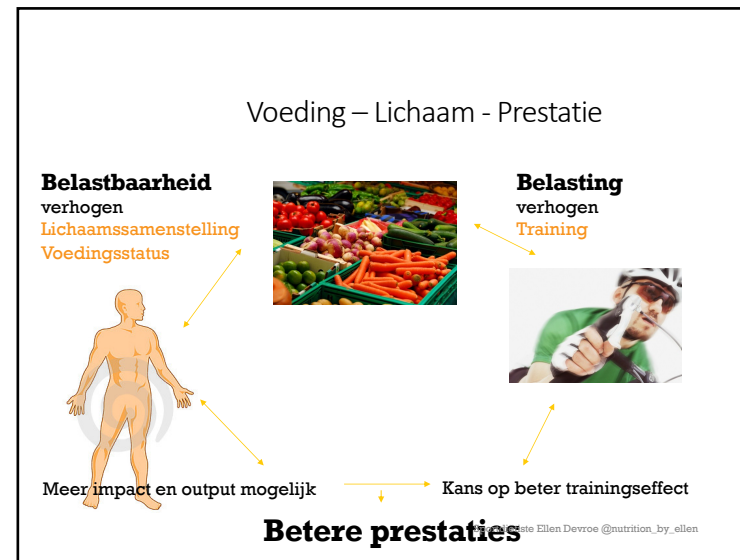 Voeding – Lichaam - Prestatie
Belastbaarheid
verhogen
Lichaamssamenstelling
Voedingsstatus
Belasting
verhogen
Training
Meer impact en output mogelijk
Kans op beter trainingseffect
Betere prestaties
Ellen Devroe @nutrition_by_ellen